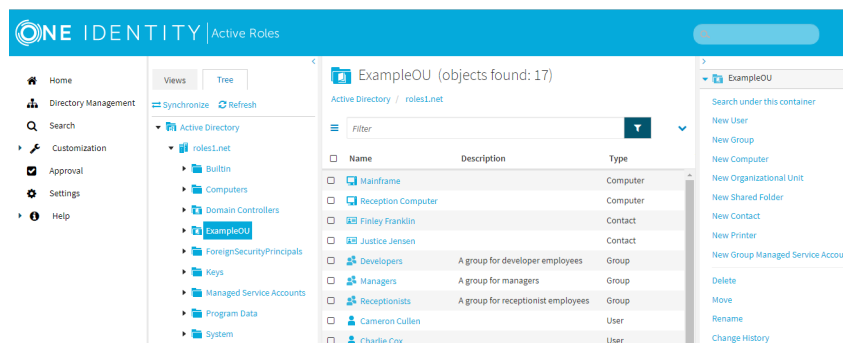 ONE IDENTITY Active Roles
Home
Directory Management
Search
Customization
Approval
Settings
Help
Views Tree
Synchronize Refresh
Active Directory
roles1.net
Builtin
Computers
Domain Controllers
ExampleOU
ForeignSecurityPrincipals
Keys
Managed Service Accounts
Program Data
System
ExampleOU (objects found: 17)
Active Directory / roles1.net
Filter
Name Description Type
Mainframe Computer
Reception Computer Computer
Finley Franklin Contact
Justice Jensen Contact
Developers A group for developer employees Group
Managers A group for managers Group
Receptionists A group for receptionist employees Group
Cameron Cullen User
Charlie Cox User
ExampleOU
Search under this container
New User
New Group
New Computer
New Organizational Unit
New Shared Folder
New Contact
New Printer
New Group Managed Service Accou
Delete
Move
Rename
Change History